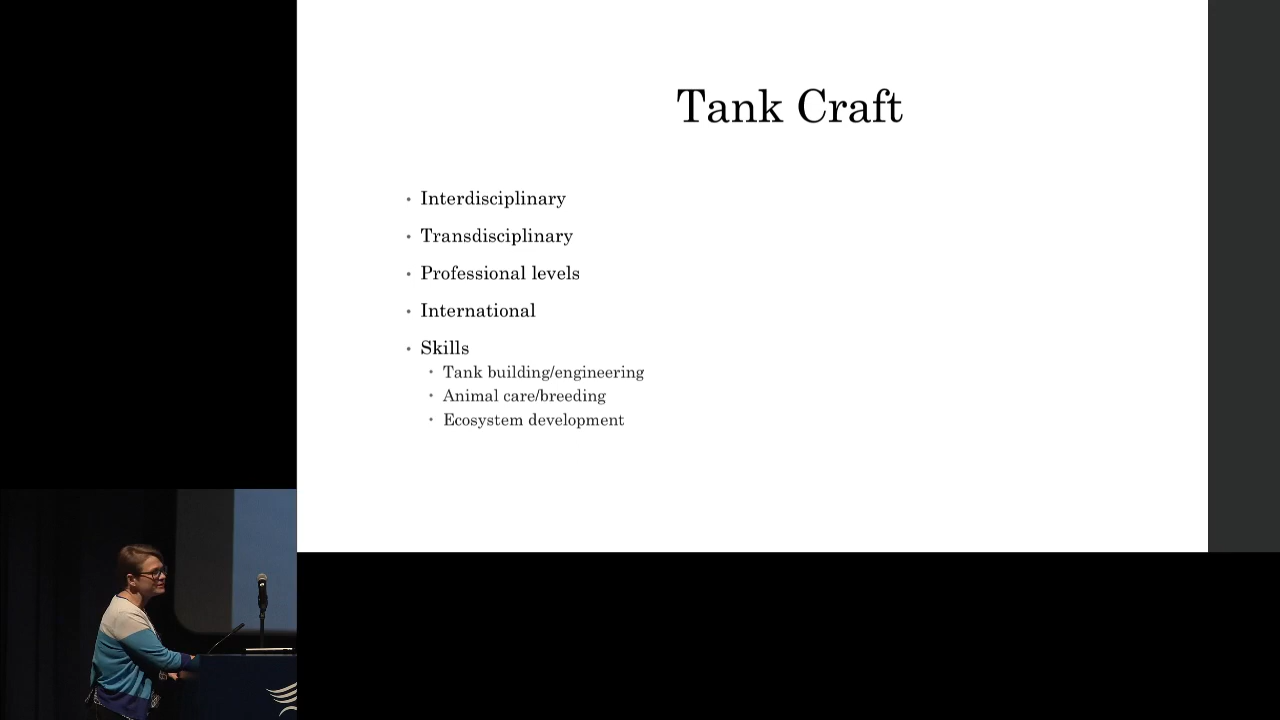 Tank Craft
• Interdisciplinary
• Transdisciplinary
• Professional levels
• International
• Skills
• Tank building/engineering
• Animal care/breeding
• Ecosystem development